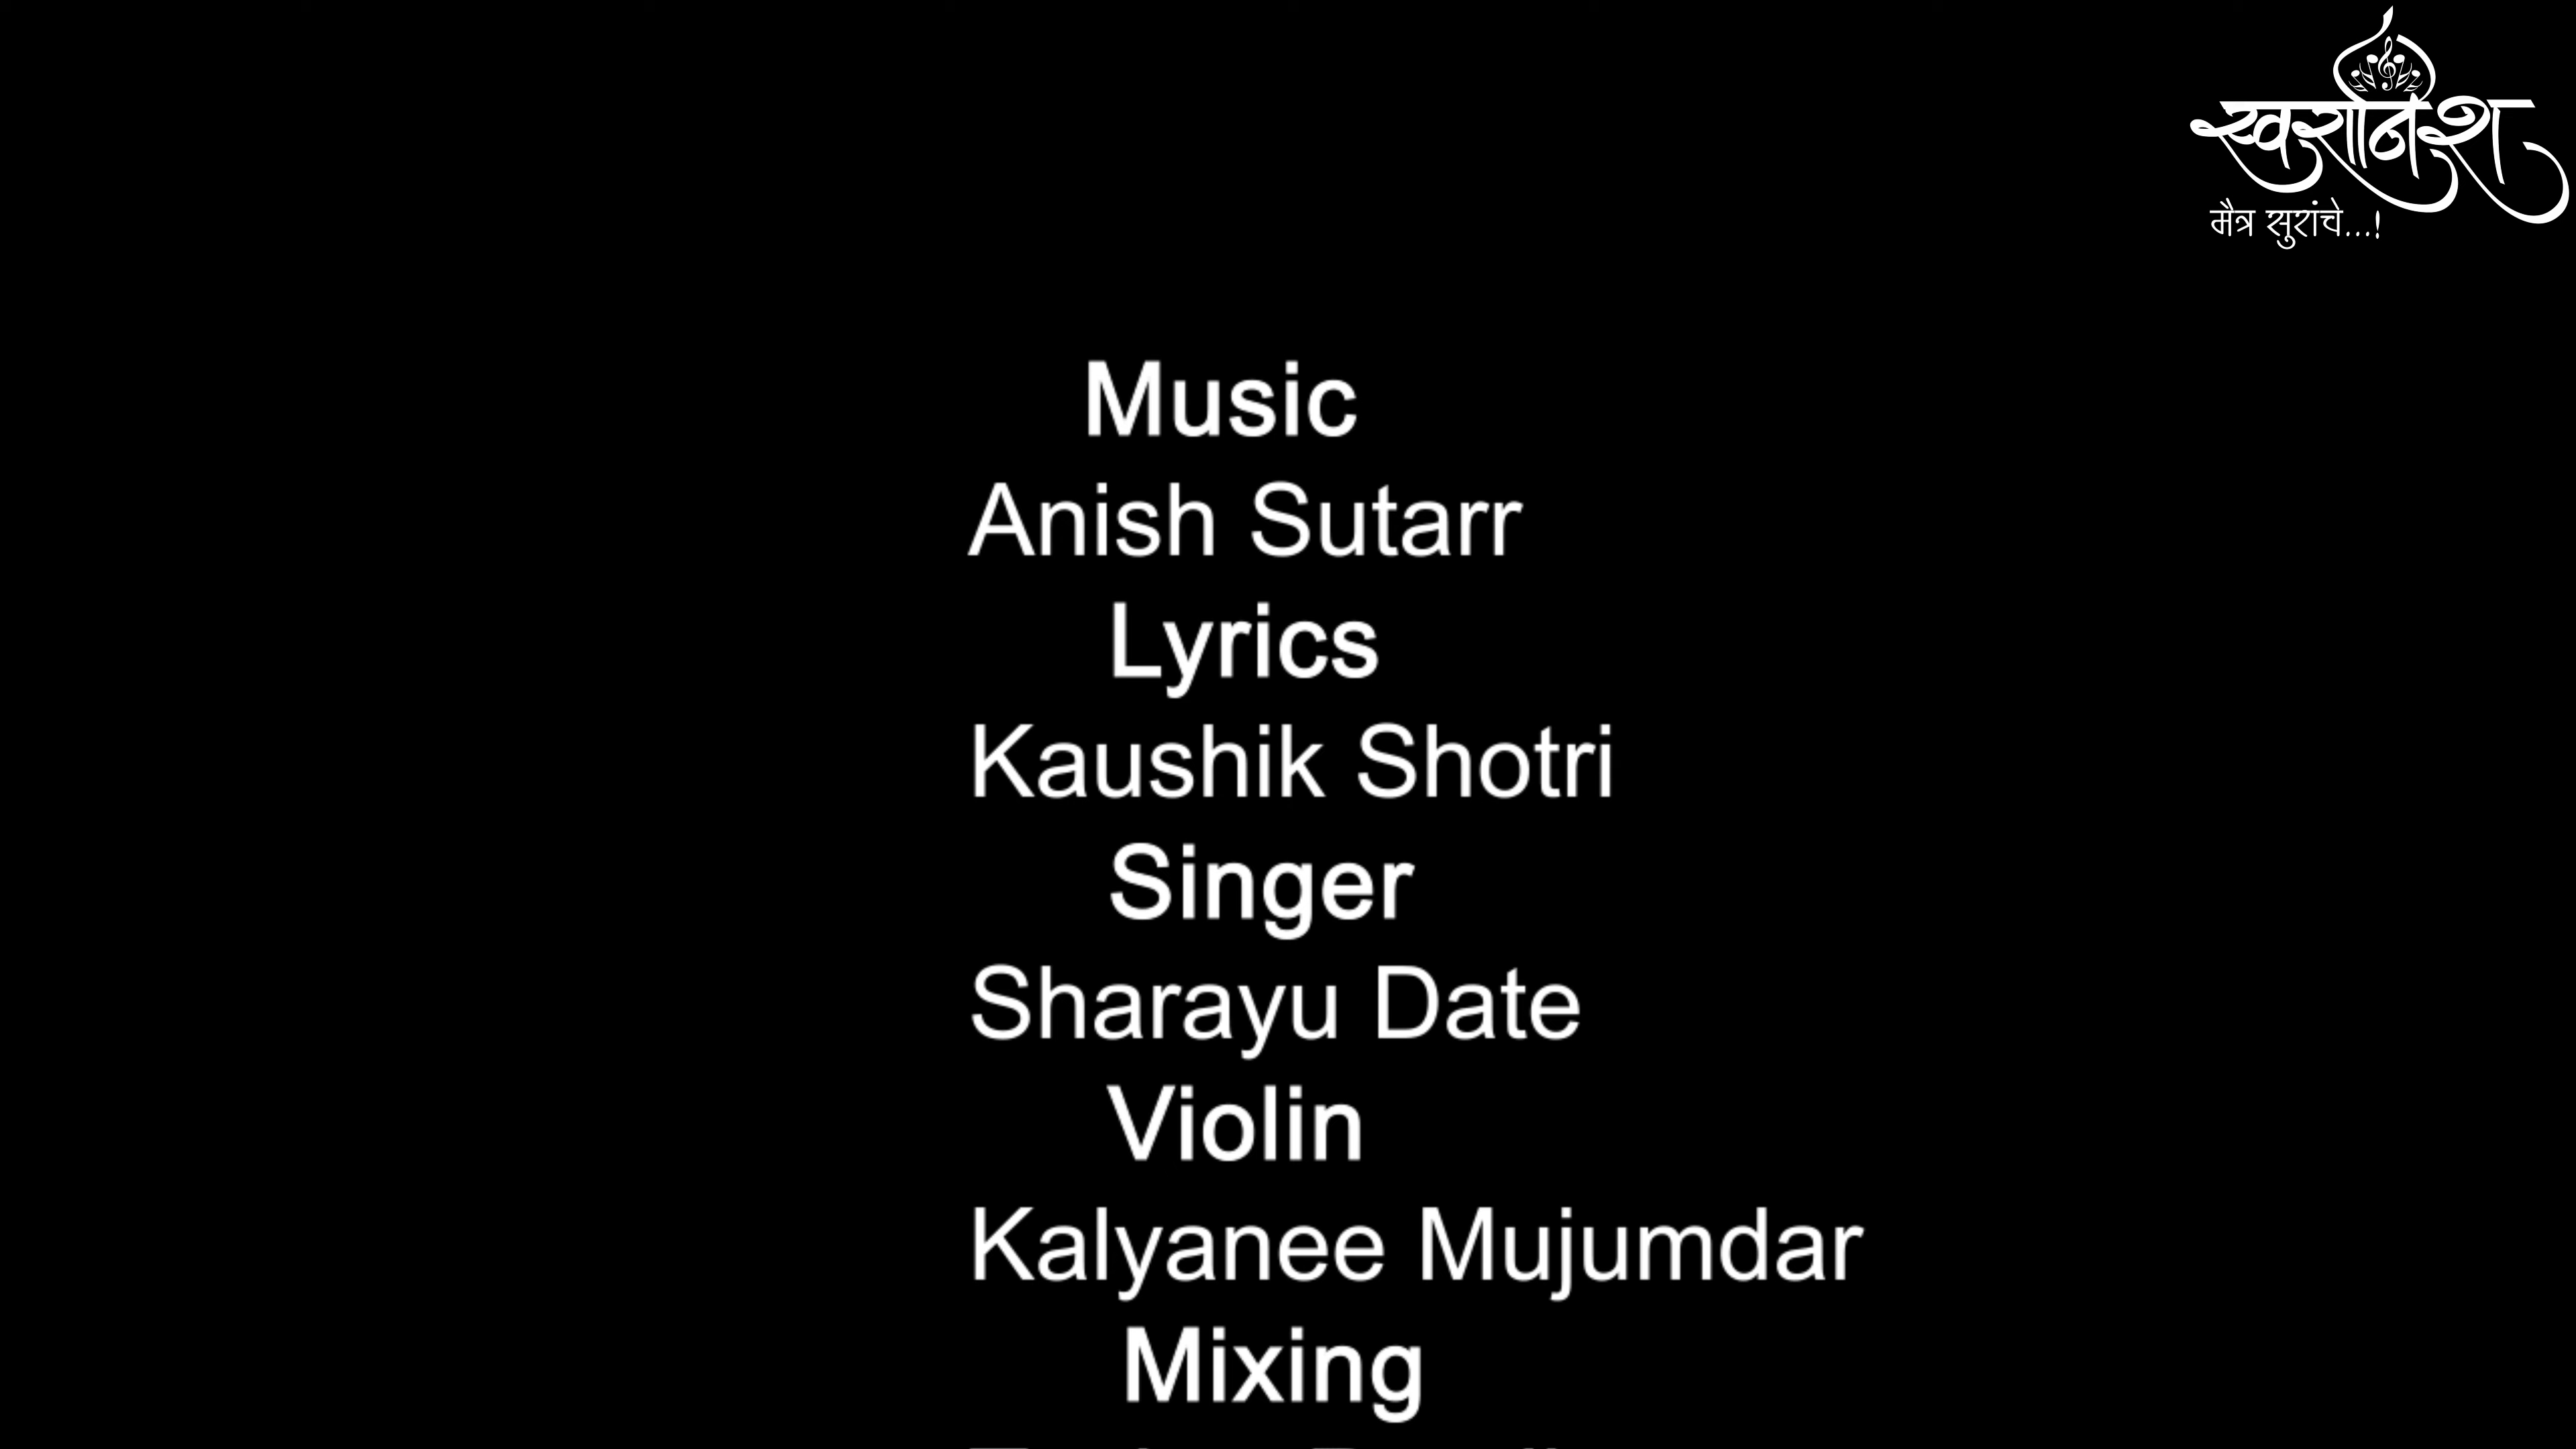 स्वरानिश
मैत्र सुरांचे...!
Music
Anish Sutarr
Lyrics
Kaushik Shotri
Singer
Sharayu Date
Violin
Kalyanee Mujumdar
Mixing